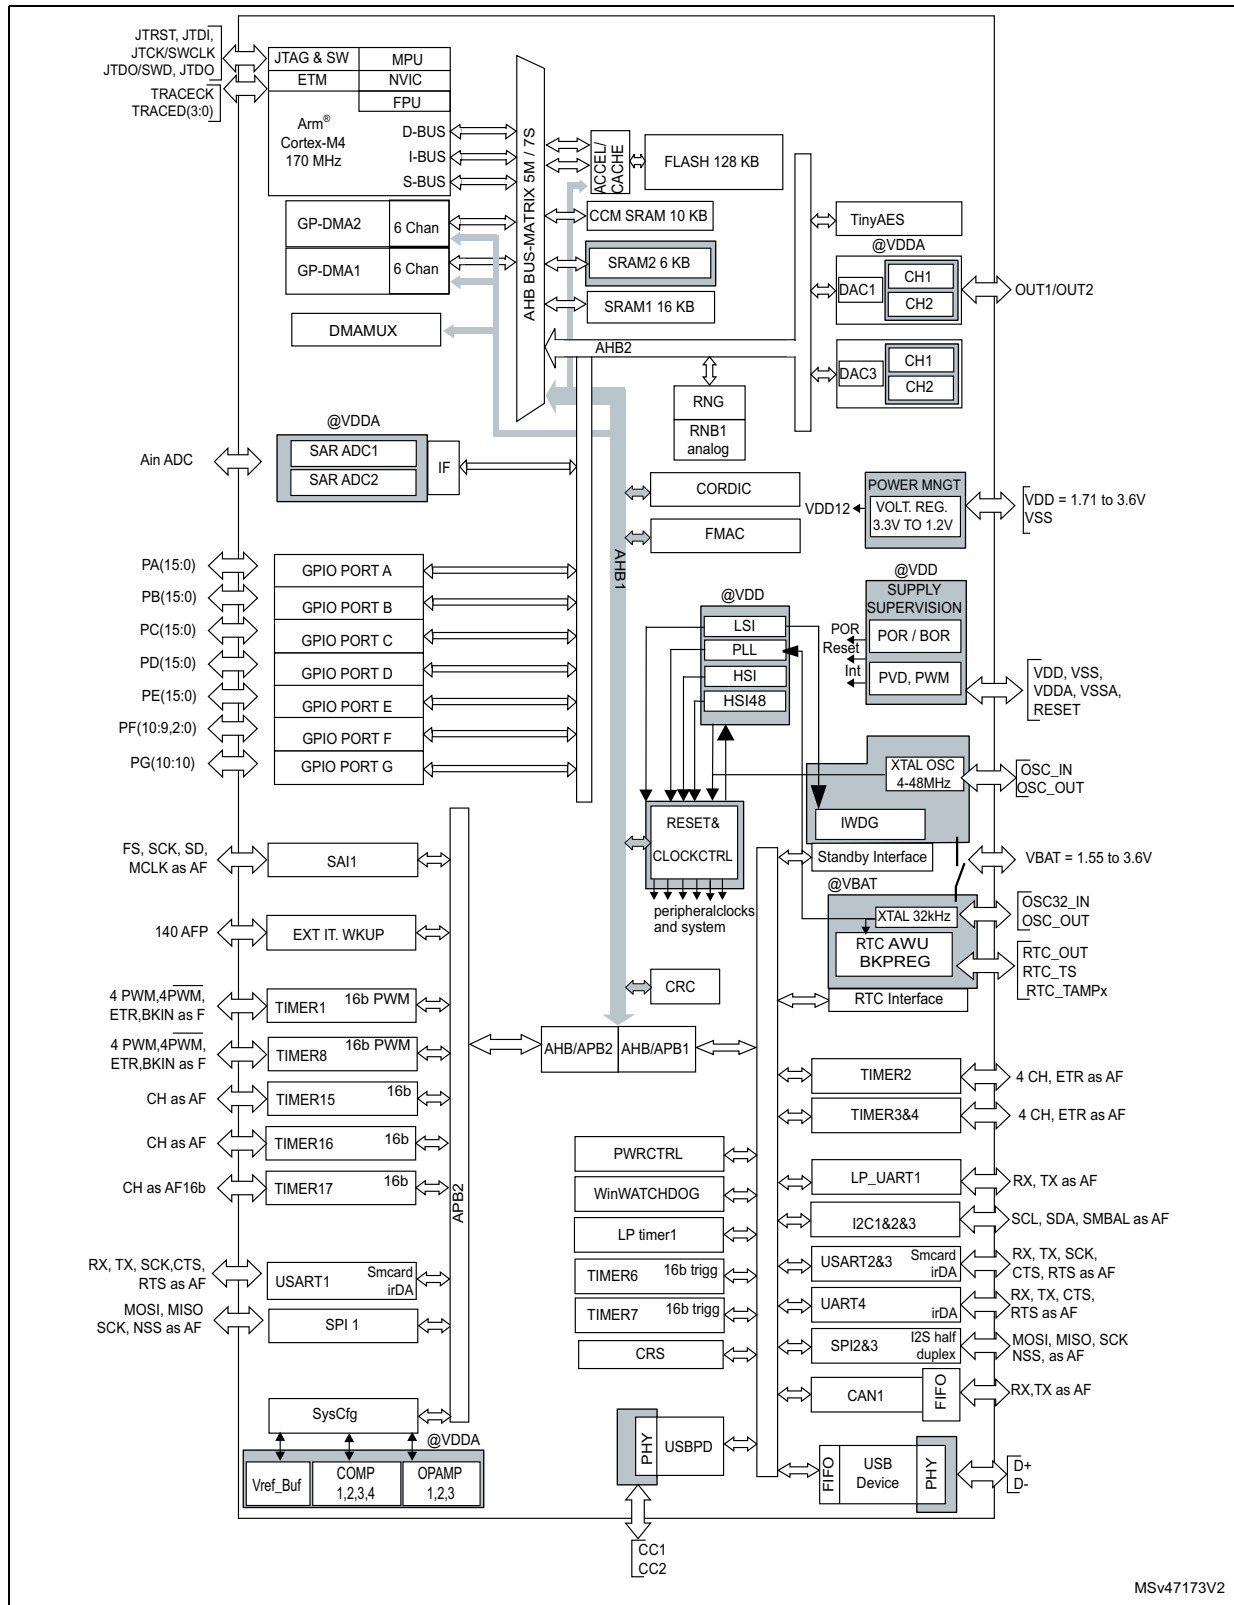 JTRST, JTDI,
JTCK/SWCLK
JTDO/SWD, JTDO
TRACECK
TRACED(3:0)
JTAG & SW
MPU
ETM
NVIC
FPU
Arm®
Cortex-M4
170 MHz
D-BUS
I-BUS
S-BUS
GP-DMA2
6 Chan
GP-DMA1
6 Chan
DMAMUX
AHB BUS-MATRIX 5M / 7S
ACCEL/
CACHE
FLASH 128 KB
CCM SRAM 10 KB
SRAM2 6 KB
SRAM1 16 KB
AHB2
RNG
RNB1
analog
TinyAES
@VDDA
DAC1
CH1
CH2
OUT1/OUT2
DAC3
CH1
CH2
@VDDA
Ain ADC
SAR ADC1
SAR ADC2
IF
CORDIC
FMAC
AHB1
POWER MNGT
VDD12
VOLT. REG.
3.3V TO 1.2V
VDD = 1.71 to 3.6V
VSS
PA(15:0)
GPIO PORT A
PB(15:0)
GPIO PORT B
PC(15:0)
GPIO PORT C
PD(15:0)
GPIO PORT D
PE(15:0)
GPIO PORT E
PF(10:9,2:0)
GPIO PORT F
PG(10:10)
GPIO PORT G
@VDD
LSI
PLL
HSI
HSI48
@VDD
SUPPLY
SUPERVISION
POR
Reset
Int
POR / BOR
PVD, PWM
VDD, VSS,
VDDA, VSSA,
RESET
XTAL OSC
4-48MHz
OSC_IN
OSC_OUT
IWDG
RESET&
CLOCKCTRL
peripheralclocks
and system
Standby Interface
VBAT = 1.55 to 3.6V
@VBAT
XTAL 32kHz
OSC32_IN
OSC_OUT
RTC AWU
BKPREG
RTC_OUT
RTC_TS
RTC_TAMPx
RTC Interface
FS, SCK, SD,
MCLK as AF
SAI1
140 AFP
EXT IT. WKUP
4 PWM,4PWM,
ETR,BKIN as F
TIMER1
16b PWM
4 PWM,4PWM,
ETR,BKIN as F
TIMER8
16b PWM
CH as AF
TIMER15
16b
CH as AF
TIMER16
16b
CH as AF16b
TIMER17
16b
APB2
CRC
AHB/APB2
AHB/APB1
RX, TX, SCK,CTS,
RTS as AF
USART1
Smcard
irDA
MOSI, MISO
SCK, NSS as AF
SPI 1
SysCfg
@VDDA
Vref_Buf
COMP
1,2,3,4
OPAMP
1,2,3
PWRCTRL
WinWATCHDOG
LP timer1
TIMER6
16b trigg
TIMER7
16b trigg
CRS
PHY
USBPD
CC1
CC2
TIMER2
4 CH, ETR as AF
TIMER3&4
4 CH, ETR as AF
LP_UART1
RX, TX as AF
I2C1&2&3
SCL, SDA, SMBAL as AF
USART2&3
Smcard
irDA
RX, TX, SCK,
CTS, RTS as AF
UART4
irDA
RX, TX, CTS,
RTS as AF
SPI2&3
I2S half
duplex
MOSI, MISO, SCK
NSS, as AF
CAN1
FIFO
RX,TX as AF
FIFO
USB
Device
PHY
D+
D-
MSv47173V2